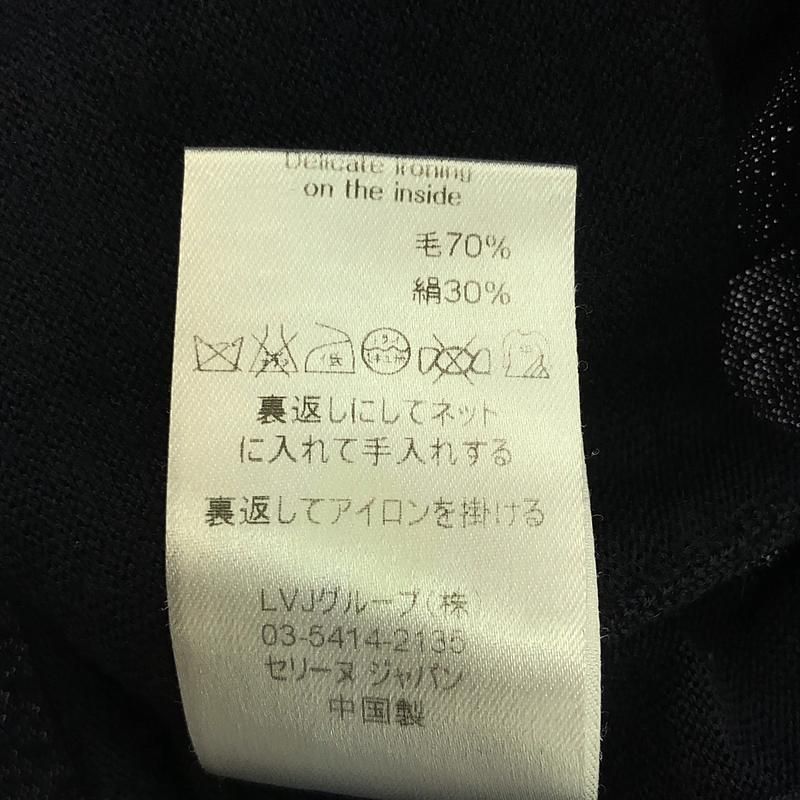 Delicate ironing
on the inside
毛70%
絹30%
裏返しにしてネット
に入れて手入れする
裏返してアイロンを掛ける
LVJグループ(株)
03-5414-2135
セリーヌ ジャパン
中国製